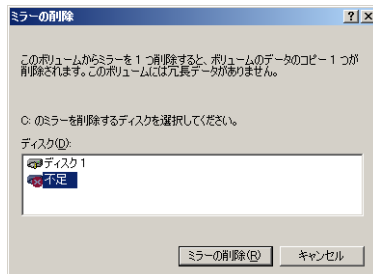 ミラーの削除
このボリュームからミラーを 1 つ削除すると、ボリュームのデータのコピー 1 つが
削除されます。このボリュームには冗長データがありません。
C: のミラーを削除するディスクを選択してください。
ディスク(D):
ディスク 1
不足
ミラーの削除(R)
キャンセル